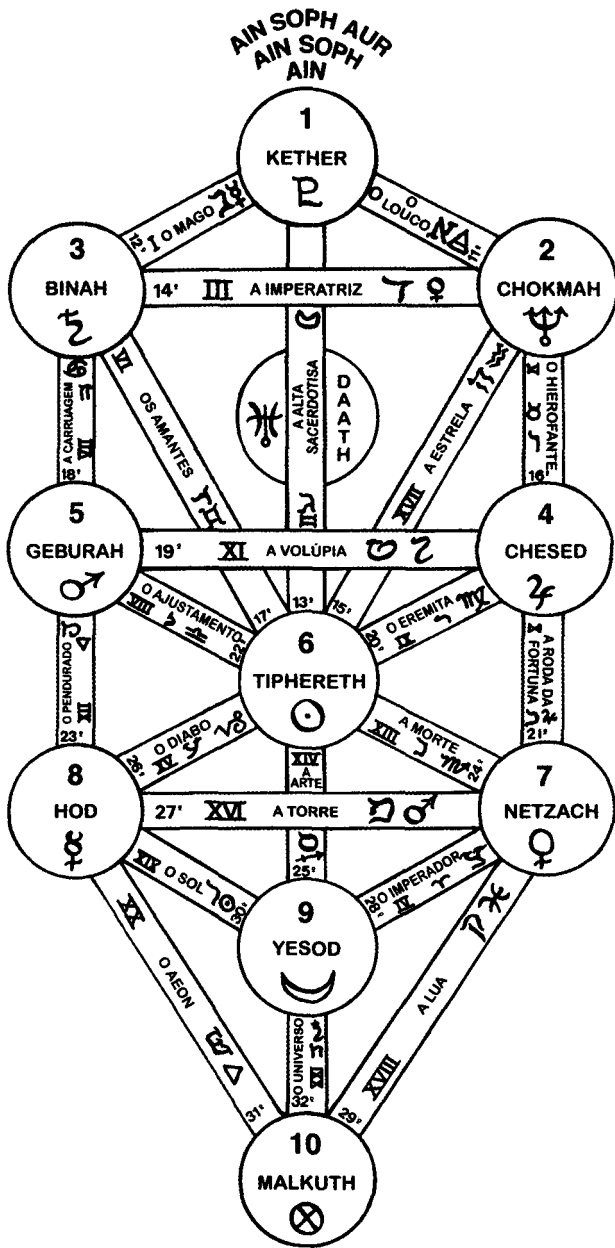 AIN SOPH AUR
AIN SOPH
AIN
1
KETHER
12' I O MAGO
O
O LOUCO
11'
3
BINAH
14' III A IMPERATRIZ
2
CHOKMAH
VI OS AMANTES
A ALTA
SACERDOTISA
DAATH
XVII A ESTRELA
A CARRUAGEM
18'
O HIEROFANTE
16'
5
GEBURAH
19' XI A VOLÚPIA
4
CHESED
O AJUSTAMENTO
VIII
22'
17'
13'
15'
20'
O EREMITA
IX
O PENDURADO
23'
6
TIPHERETH
A RODA DA
FORTUNA
X
21'
26' O DIABO
XV
XIV
A
ARTE
A MORTE
XIII
24'
8
HOD
27' XVI A TORRE
7
NETZACH
XIX O SOL
30'
25'
28' O IMPERADOR
IV
9
YESOD
XX
O AEON
31'
O UNIVERSO
XXI
32'
A LUA
XVIII
29'
10
MALKUTH